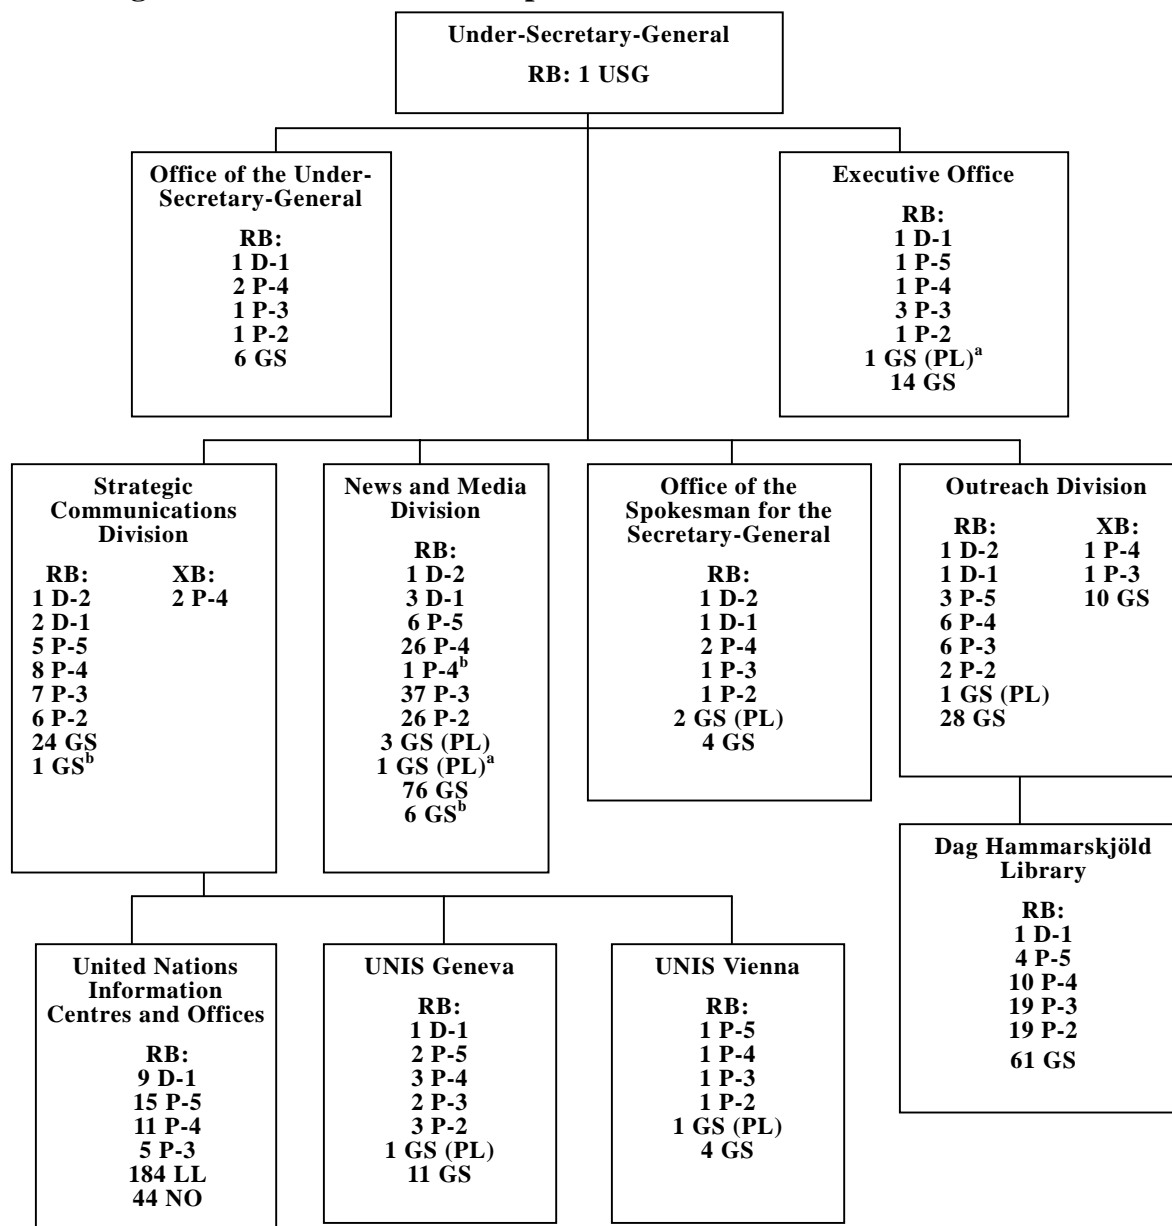 Under-Secretary-General
RB: 1 USG
Office of the Under-
Secretary-General
RB:
1 D-1
2 P-4
1 P-3
1 P-2
6 GS
Executive Office
RB:
1 D-1
1 P-5
1 P-4
3 P-3
1 P-2
1 GS (PL)a
14 GS
Strategic
Communications
Division
RB:
1 D-2
2 D-1
5 P-5
8 P-4
7 P-3
6 P-2
24 GS
1 GSb
XB:
2 P-4
News and Media
Division
RB:
1 D-2
3 D-1
6 P-5
26 P-4
1 P-4b
37 P-3
26 P-2
3 GS (PL)
1 GS (PL)a
76 GS
6 GSb
Office of the
Spokesman for the
Secretary-General
RB:
1 D-2
1 D-1
2 P-4
1 P-3
1 P-2
2 GS (PL)
4 GS
Outreach Division
RB:
1 D-2
1 D-1
3 P-5
6 P-4
6 P-3
2 P-2
1 GS (PL)
28 GS
XB:
1 P-4
1 P-3
10 GS
Dag Hammarskjöld
Library
RB:
1 D-1
4 P-5
10 P-4
19 P-3
19 P-2
61 GS
United Nations
Information
Centres and Offices
RB:
9 D-1
15 P-5
11 P-4
5 P-3
184 LL
44 NO
UNIS Geneva
RB:
1 D-1
2 P-5
3 P-4
2 P-3
3 P-2
1 GS (PL)
11 GS
UNIS Vienna
RB:
1 P-5
1 P-4
1 P-3
1 P-2
1 GS (PL)
4 GS